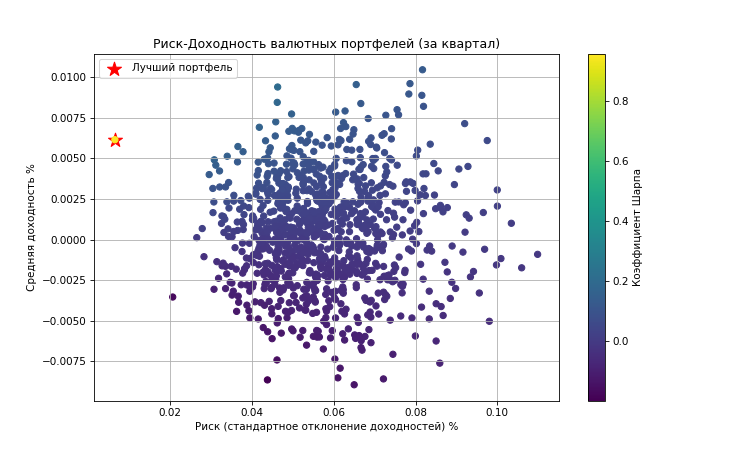 Риск-Доходность валютных портфелей (за квартал)
Лучший портфель
Средняя доходность %
0.0100
0.0075
0.0050
0.0025
0.0000
−0.0025
−0.0050
−0.0075
0.02 0.04 0.06 0.08 0.10
Риск (стандартное отклонение доходностей) %
0.8
0.6
0.4
0.2
0.0
Коэффициент Шарпа